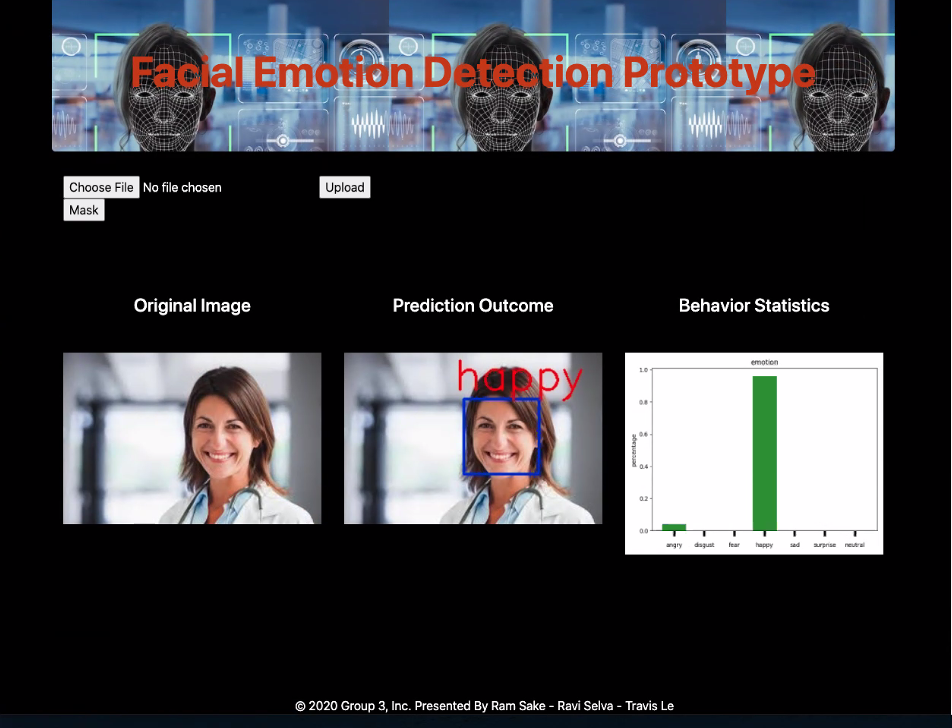 Facial Emotion Detection Prototype
Choose File No file chosen Upload
Mask
Original Image Prediction Outcome Behavior Statistics
happy
emotion
1.0
0.8
0.6
0.4
0.2
0.0
percentage
angry disgust fear happy sad surprise neutral
© 2020 Group 3, Inc. Presented By Ram Sake - Ravi Selva - Travis Le